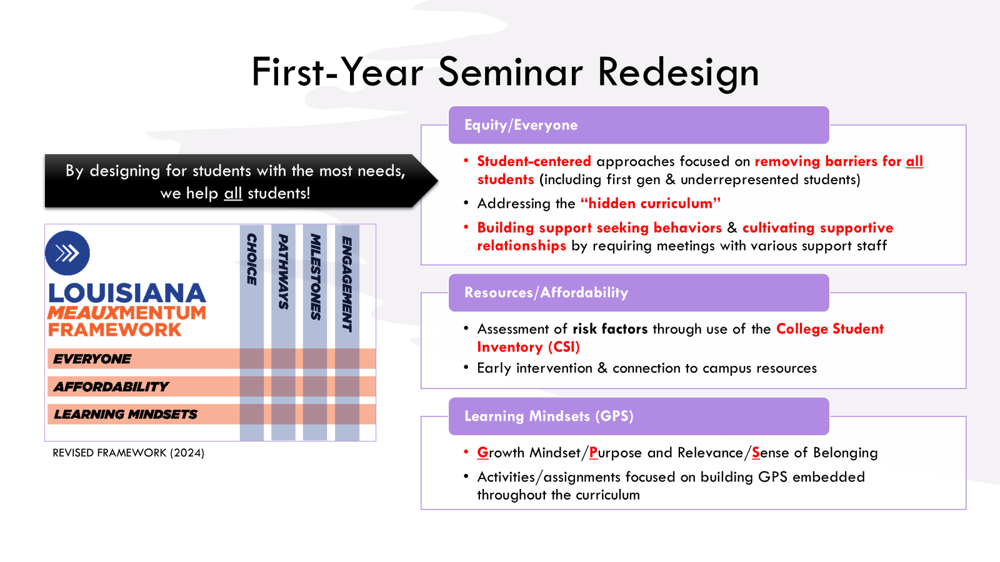 First-Year Seminar Redesign
By designing for students with the most needs,
we help all students!
LOUISIANA
MEAUXMENTUM
FRAMEWORK
CHOICE
PATHWAYS
MILESTONES
ENGAGEMENT
EVERYONE
AFFORDABILITY
LEARNING MINDSETS
REVISED FRAMEWORK (2024)
Equity/Everyone
• Student-centered approaches focused on removing barriers for all
students (including first gen & underrepresented students)
• Addressing the “hidden curriculum”
• Building support seeking behaviors & cultivating supportive
relationships by requiring meetings with various support staff
Resources/Affordability
• Assessment of risk factors through use of the College Student
Inventory (CSI)
• Early intervention & connection to campus resources
Learning Mindsets (GPS)
• Growth Mindset/Purpose and Relevance/Sense of Belonging
• Activities/assignments focused on building GPS embedded
throughout the curriculum